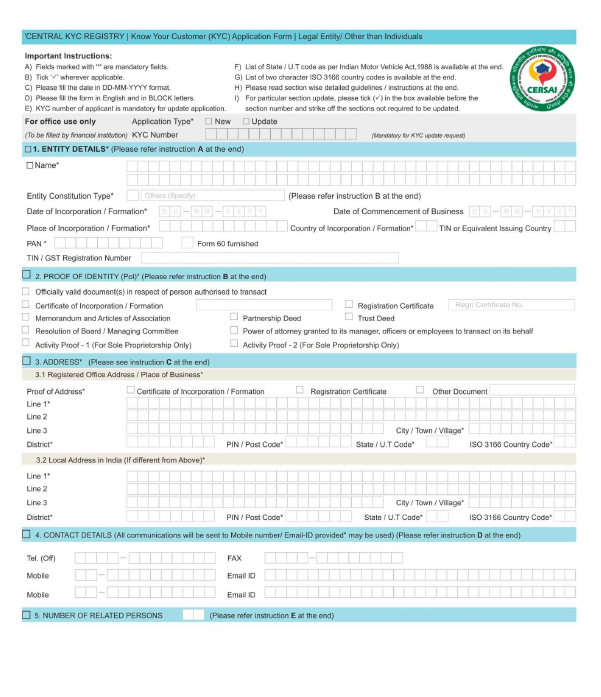 'CENTRAL KYC REGISTRY | Know Your Customer (KYC) Application Form | Legal Entity/ Other than Individuals
Important Instructions:
A) Fields marked with '*' are mandatory fields.
B) Tick '✓' wherever applicable.
C) Please fill the date in DD-MM-YYYY format.
D) Please fill the form in English and in BLOCK letters.
E) KYC number of applicant is mandatory for update application.
F) List of State / U.T code as per Indian Motor Vehicle Act,1988 is available at the end.
G) List of two character ISO 3166 country codes is available at the end.
H) Please read section wise detailed guidelines / instructions at the end.
I) For particular section update, please tick (✓) in the box available before the
section number and strike off the sections not required to be updated.
CERSAI
For office use only Application Type* New Update
(To be filled by financial institution) KYC Number (Mandatory for KYC update request)
1. ENTITY DETAILS* (Please refer instruction A at the end)
Name*
Entity Constitution Type* Others (Specify) (Please refer instruction B at the end)
Date of Incorporation / Formation* D D – M M – Y Y Y Y Date of Commencement of Business D D – M M – Y Y Y Y
Place of Incorporation / Formation* Country of Incorporation / Formation* TIN or Equivalent Issuing Country
PAN * Form 60 furnished
TIN / GST Registration Number
2. PROOF OF IDENTITY (PoI)* (Please refer instruction B at the end)
Officially valid document(s) in respect of person authorised to transact
Certificate of Incorporation / Formation Registration Certificate Regn Certificate No.
Memorandum and Articles of Association Partnership Deed Trust Deed
Resolution of Board / Managing Committee Power of attorney granted to its manager, officers or employees to transact on its behalf
Activity Proof - 1 (For Sole Proprietorship Only) Activity Proof - 2 (For Sole Proprietorship Only)
3. ADDRESS* (Please see instruction C at the end)
3.1 Registered Office Address / Place of Business*
Proof of Address* Certificate of Incorporation / Formation Registration Certificate Other Document
Line 1*
Line 2
Line 3 City / Town / Village*
District* PIN / Post Code* State / U.T Code* ISO 3166 Country Code*
3.2 Local Address in India (If different from Above)*
Line 1*
Line 2
Line 3 City / Town / Village*
District* PIN / Post Code* State / U.T Code* ISO 3166 Country Code*
4. CONTACT DETAILS (All communications will be sent to Mobile number/ Email-ID provided* may be used) (Please refer instruction D at the end)
Tel. (Off) – FAX –
Mobile – Email ID
Mobile – Email ID
5. NUMBER OF RELATED PERSONS (Please refer instruction E at the end)